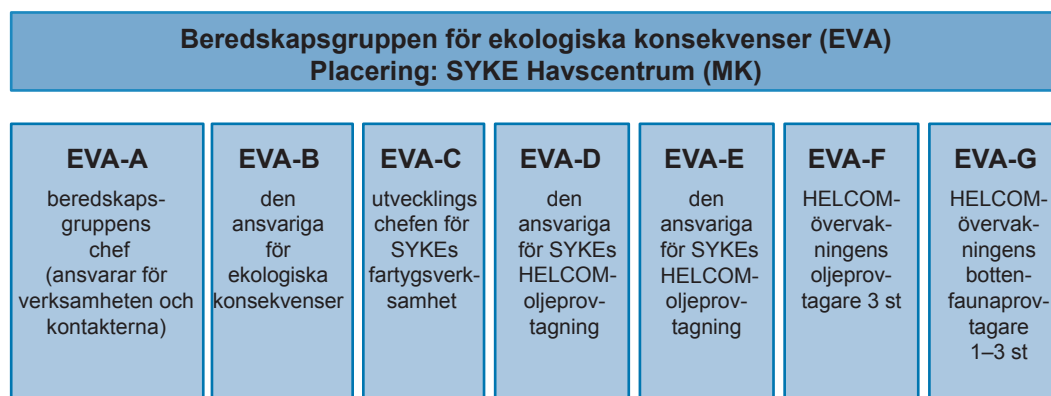 Beredskapsgruppen för ekologiska konsekvenser (EVA)
Placering: SYKE Havscentrum (MK)
EVA-A
beredskaps-
gruppens
chef
(ansvarar för
verksamheten och
kontakterna)
EVA-B
den
ansvariga
för
ekologiska
konsekvenser
EVA-C
utvecklings
chefen för
SYKEs
fartygsverk-
samhet
EVA-D
den
ansvariga
för SYKEs
HELCOM-
oljeprov-
tagning
EVA-E
den
ansvariga
för SYKEs
HELCOM-
oljeprov-
tagning
EVA-F
HELCOM-
övervak-
ningens
oljeprov-
tagare 3 st
EVA-G
HELCOM-
övervak-
ningens
botten-
faunaprov-
tagare
1–3 st